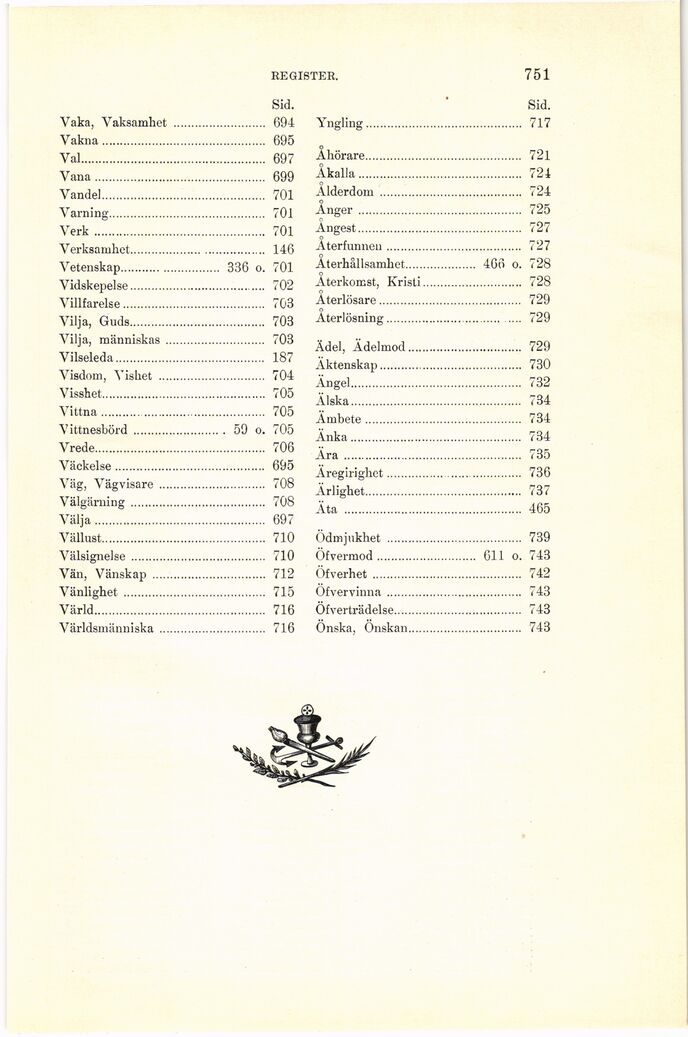 REGISTER. 751
Sid.
Vaka, Vaksamhet ........................ 694
Vakna ........................ 695
Val ........................ 697
Vana ........................ 699
Vandel ........................ 701
Varning ........................ 701
Verk ........................ 701
Verksamhet ........................ 146
Vetenskap ............ 336 o. 701
Vidskepelse ........................ 702
Villfarelse ........................ 703
Vilja, Guds ........................ 703
Vilja, människas ........................ 703
Vilseleda ........................ 187
Visdom, Vishet ........................ 704
Visshet ........................ 705
Vittna ........................ 705
Vittnesbörd ............ 59 o. 705
Vrede ........................ 706
Väckelse ........................ 695
Väg, Vägvisare ........................ 708
Välgärning ........................ 708
Välja ........................ 697
Vällust ........................ 710
Välsignelse ........................ 710
Vän, Vänskap ........................ 712
Vänlighet ........................ 715
Värld ........................ 716
Världsmänniska ........................ 716
Sid.
Yngling ........................ 717
Åhörare ........................ 721
Åkalla ........................ 724
Ålderdom ........................ 724
Ånger ........................ 725
Ångest ........................ 727
Återfunnen ........................ 727
Återhållsamhet ............ 466 o. 728
Återkomst, Kristi ........................ 728
Återlösare ........................ 729
Återlösning ........................ 729
Ädel, Ädelmod ........................ 729
Äktenskap ........................ 730
Ängel ........................ 732
Älska ........................ 734
Ämbete ........................ 734
Änka ........................ 734
Ära ........................ 735
Äregirighet ........................ 736
Ärlighet ........................ 737
Äta ........................ 465
Ödmjukhet ........................ 739
Öfvermod ............ 611 o. 743
Öfverhet ........................ 742
Öfvervinna ........................ 743
Öfverträdelse ........................ 743
Önska, Önskan ........................ 743